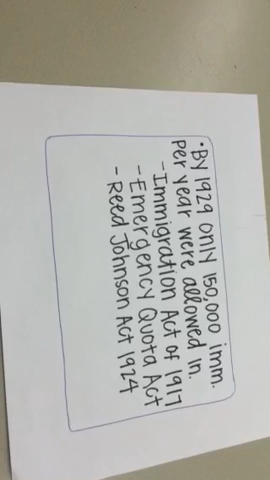 • By 1929 only 150,000 imm.
per year were allowed in.
- Immigration Act of 1917
- Emergency Quota Act
- Reed Johnson Act 1924